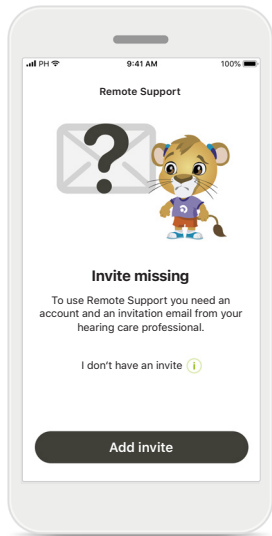 PH 9:41 AM 100%
Remote Support
?
Invite missing
To use Remote Support you need an
account and an invitation email from your
hearing care professional.
I don't have an invite i
Add invite